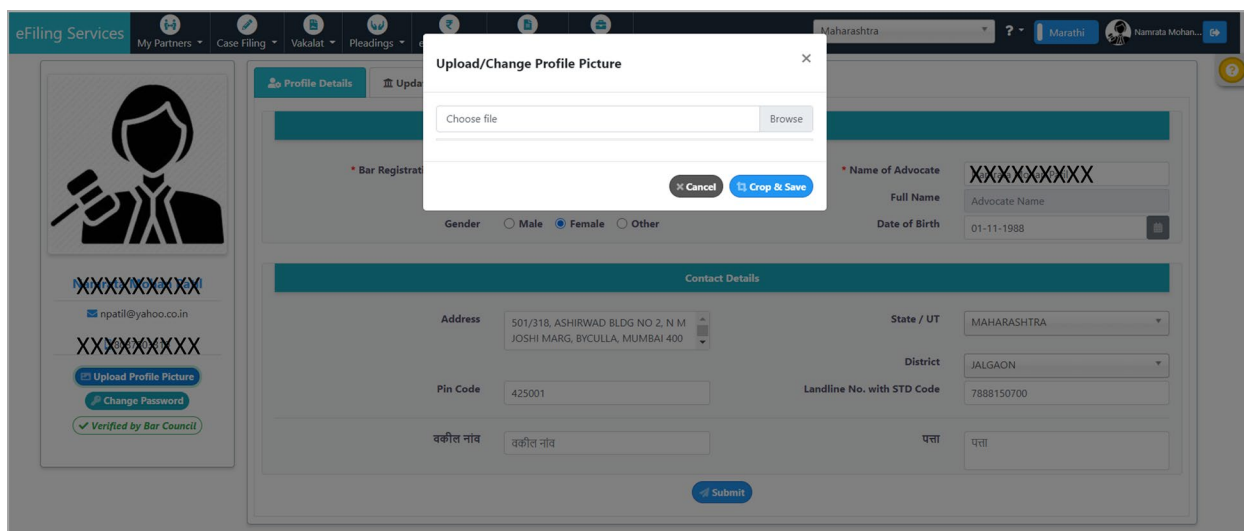 eFiling Services
My Partners
Case Filing
Vakalat
Pleadings
Maharashtra
?
Marathi
Namrata Mohan...
Upload/Change Profile Picture
×
Choose file
Browse
Cancel
Crop & Save
Profile Details
* Name of Advocate
XXXXXXXXX
Full Name
Advocate Name
Gender
Male
Female
Other
Date of Birth
01-11-1988
XXXXXXXXX
npatil@yahoo.co.in
XXXXXXXXX
Upload Profile Picture
Change Password
Verified by Bar Council
Contact Details
Address
501/318, ASHIRWAD BLDG NO 2, N M
JOSHI MARG, BYCULLA, MUMBAI 400
State / UT
MAHARASHTRA
District
JALGAON
Pin Code
425001
Landline No. with STD Code
7888150700
वकील नांव
वकील नांव
पत्ता
पत्ता
Submit